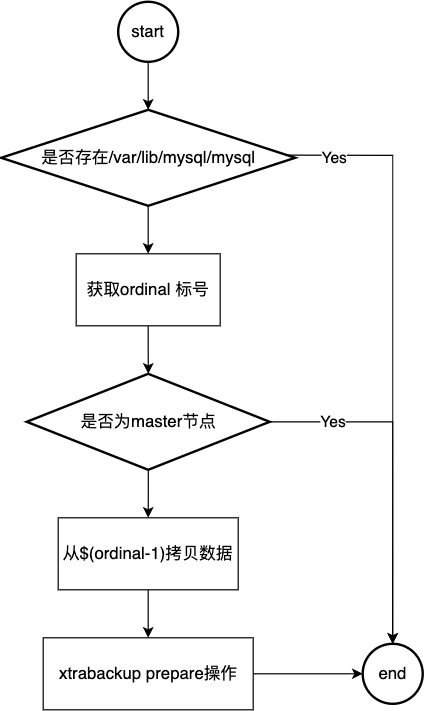 start
是否存在/var/lib/mysql/mysql
Yes
获取ordinal 标号
是否为master节点
Yes
从$(ordinal-1)拷贝数据
xtrabackup prepare操作
end